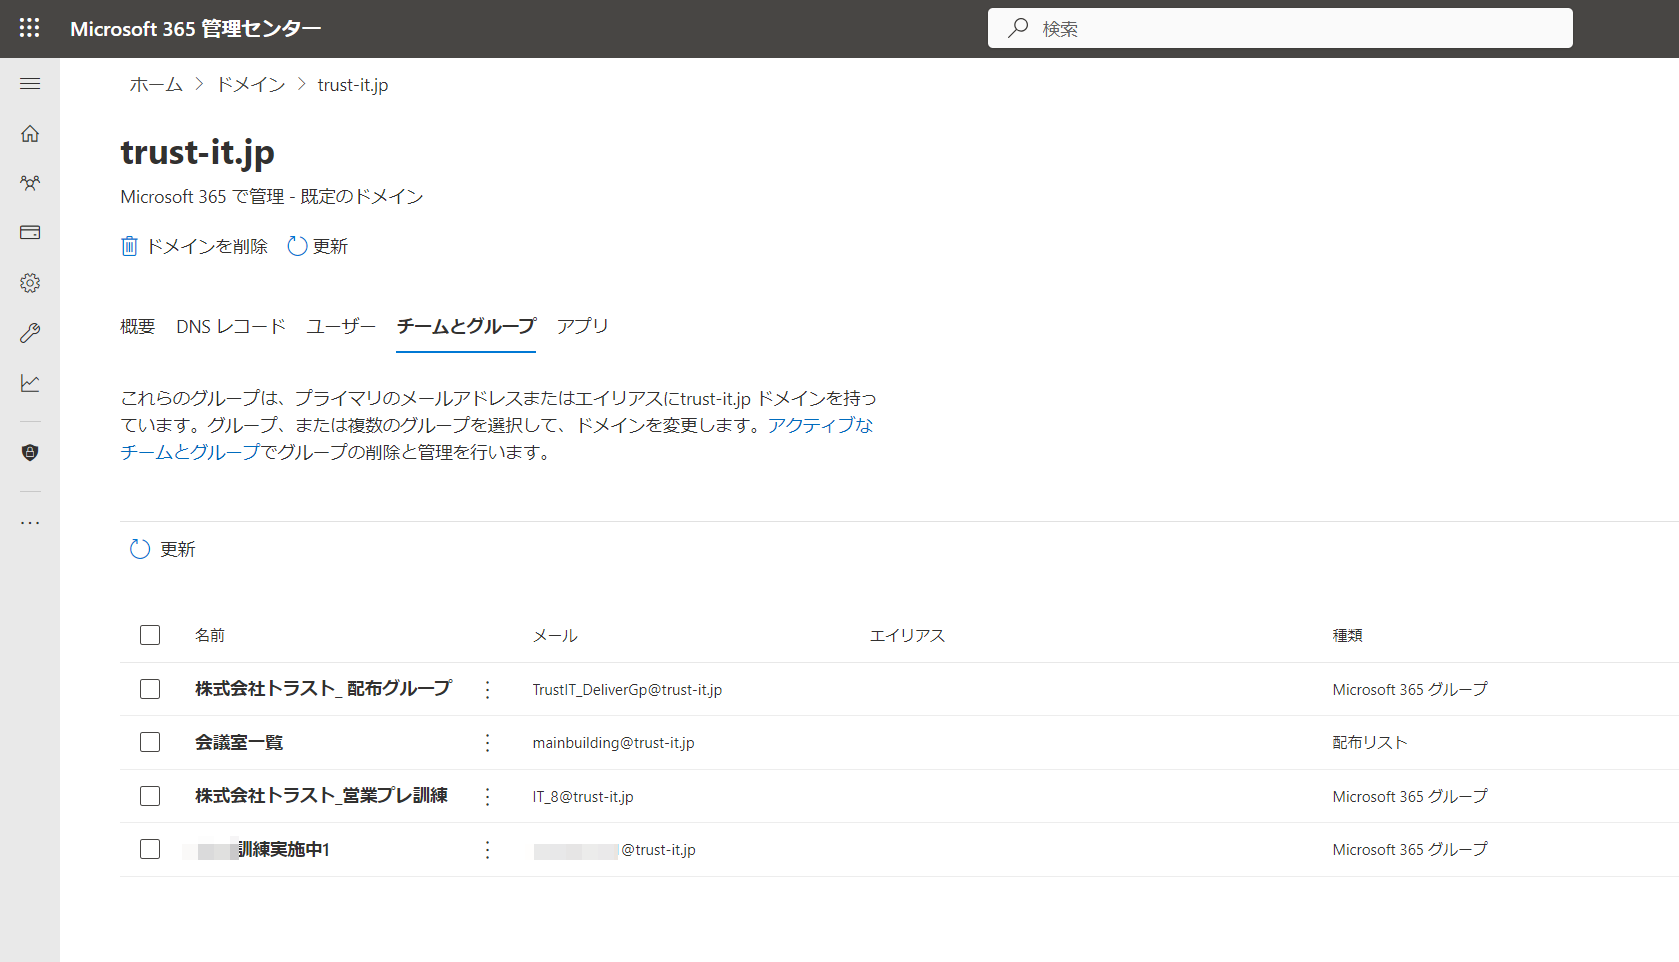 Microsoft 365 管理センター
検索
ホーム > ドメイン > trust-it.jp
trust-it.jp
Microsoft 365 で管理 - 既定のドメイン
ドメインを削除 更新
概要 DNS レコード ユーザー チームとグループ アプリ
これらのグループは、プライマリのメールアドレスまたはエイリアスにtrust-it.jp ドメインを持っ
ています。グループ、または複数のグループを選択して、ドメインを変更します。アクティブな
チームとグループでグループの削除と管理を行います。
更新
名前 メール エイリアス 種類
株式会社トラスト_ 配布グループ TrustIT_DeliverGp@trust-it.jp Microsoft 365 グループ
会議室一覧 mainbuilding@trust-it.jp 配布リスト
株式会社トラスト_営業プレ訓練 IT_8@trust-it.jp Microsoft 365 グループ
訓練実施中1 @trust-it.jp Microsoft 365 グループ